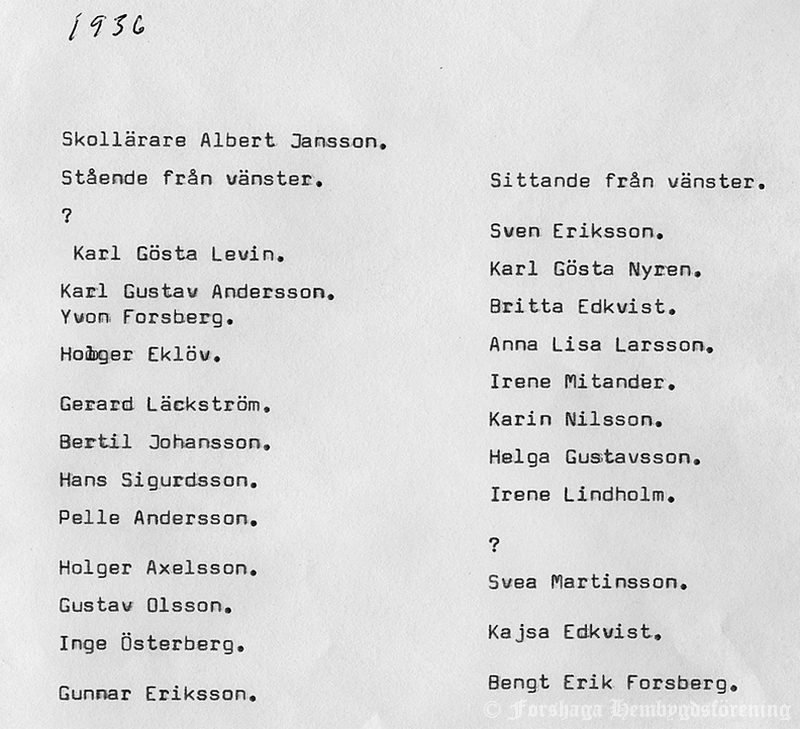 1936
Skollärare Albert Jansson.
Stående från vänster.
?
Karl Gösta Levin.
Karl Gustav Andersson.
Yvon Forsberg.
Holger Eklöv.
Gerard Läckström.
Bertil Johansson.
Hans Sigurdsson.
Pelle Andersson.
Holger Axelsson.
Gustav Olsson.
Inge Österberg.
Gunnar Eriksson.
Sittande från vänster.
Sven Eriksson.
Karl Gösta Nyren.
Britta Edkvist.
Anna Lisa Larsson.
Irene Mitander.
Karin Nilsson.
Helga Gustavsson.
Irene Lindholm.
?
Svea Martinsson.
Kajsa Edkvist.
Bengt Erik Forsberg.
© Forshaga Hembygdsförening